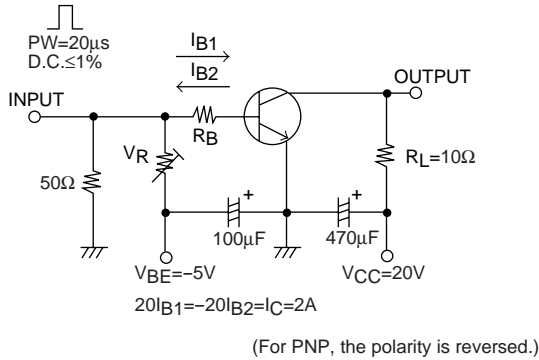 PW=20μs
D.C.≤1%
IB1
IB2
INPUT
OUTPUT
RB
VR
50Ω
RL=10Ω
+
+
100μF
470μF
VBE=–5V
VCC=20V
20IB1=–20IB2=IC=2A
(For PNP, the polarity is reversed.)